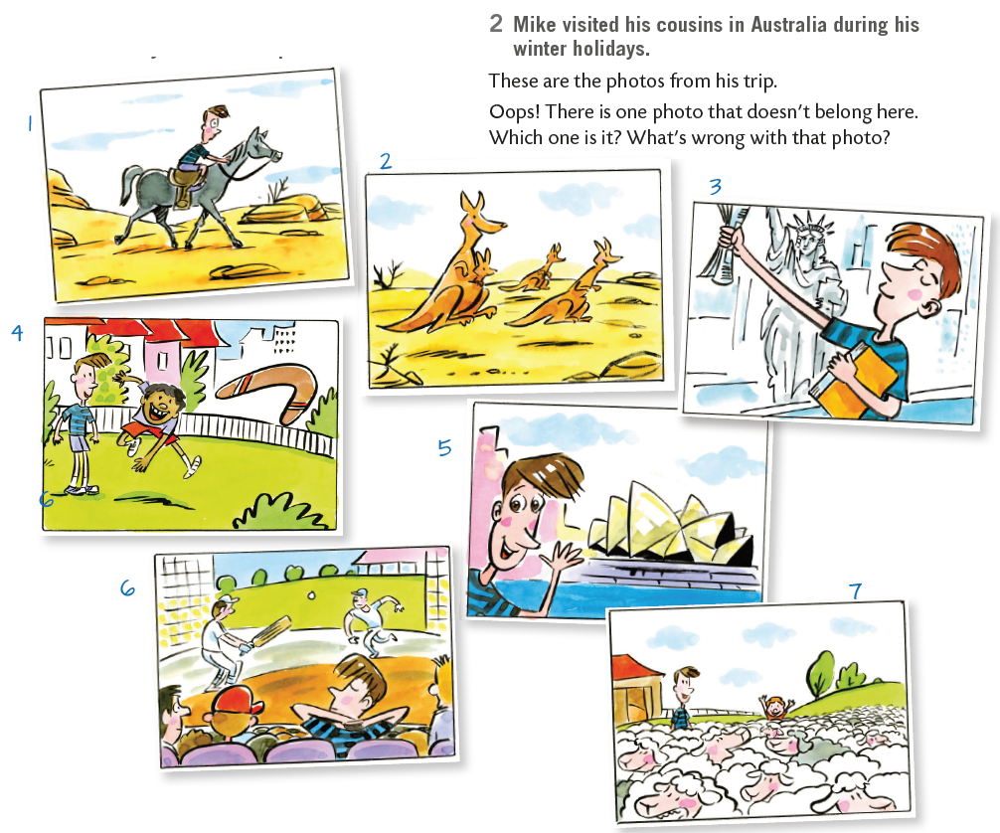 2 Mike visited his cousins in Australia during his
winter holidays.
These are the photos from his trip.
Oops! There is one photo that doesn't belong here.
Which one is it? What's wrong with that photo?
1
2
3
4
5
6
6
7